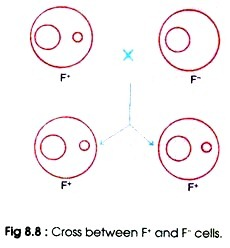 F⁺ F⁻
F⁺ F⁺
Fig 8.8 : Cross between F⁺ and F⁻ cells.